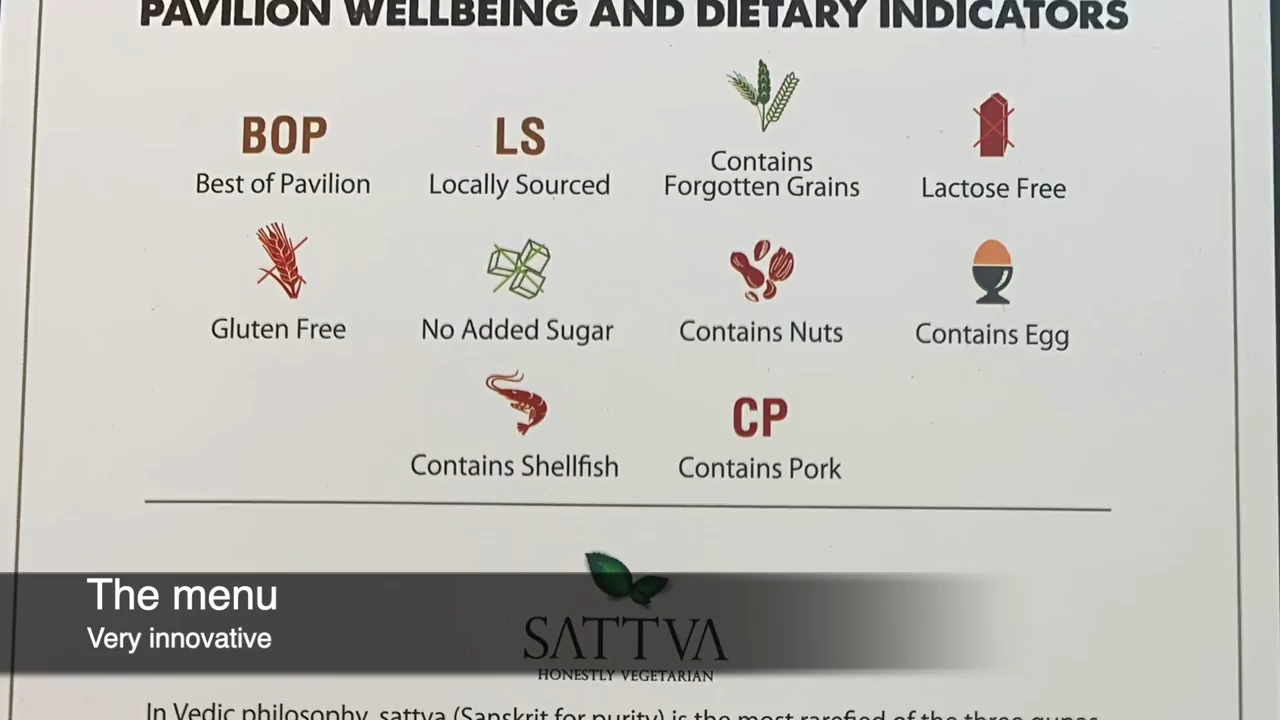 PAVILION WELLBEING AND DIETARY INDICATORS
BOP
Best of Pavilion
LS
Locally Sourced
Contains
Forgotten Grains
Lactose Free
Gluten Free
No Added Sugar
Contains Nuts
Contains Egg
Contains Shellfish
CP
Contains Pork
The menu
Very innovative
SATTVA
HONESTLY VEGETARIAN
In Vedic philosophy, sattva (Sanskrit for purity) is the most rarefied of the three gunas